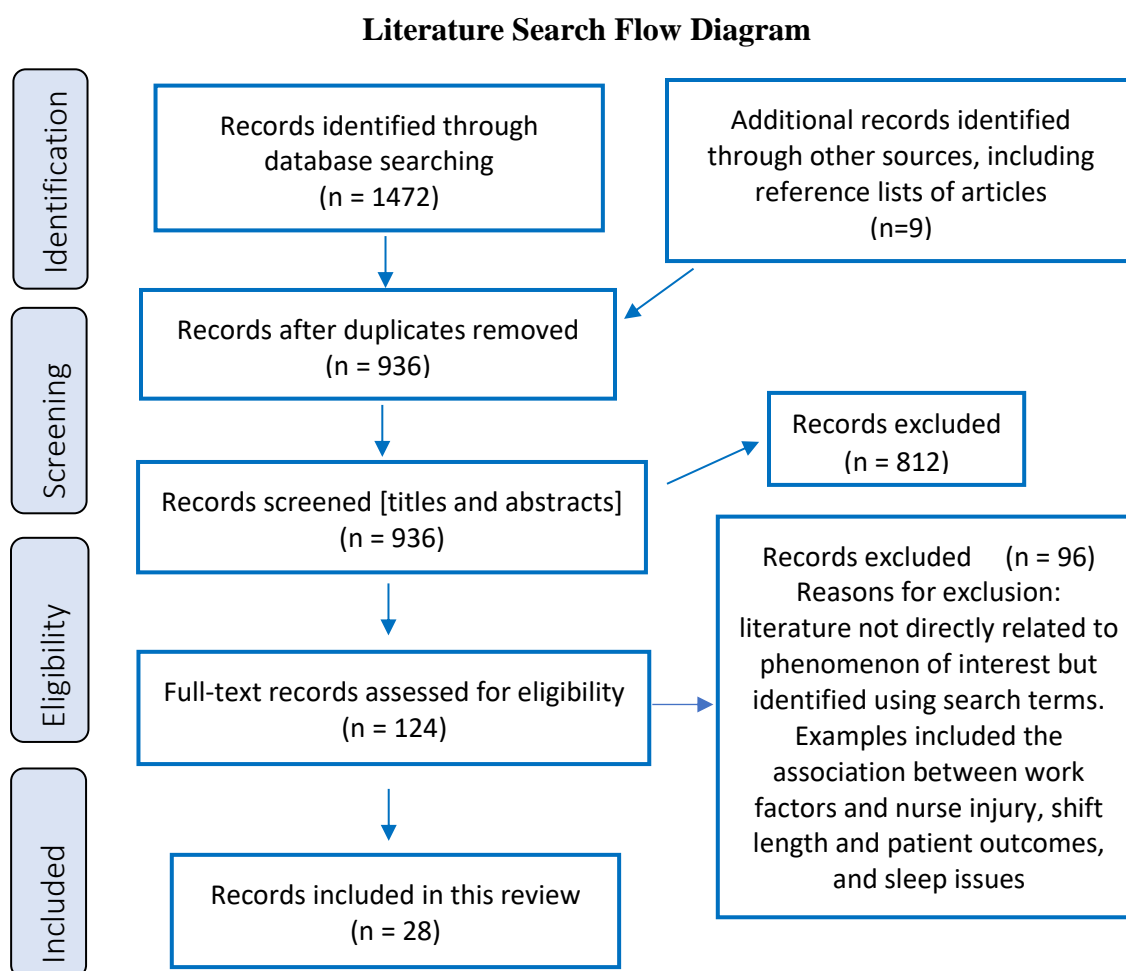 Literature Search Flow Diagram
Identification
Records identified through
database searching
(n = 1472)
Additional records identified
through other sources, including
reference lists of articles
(n=9)
Screening
Records after duplicates removed
(n = 936)
Records screened [titles and abstracts]
(n = 936)
Records excluded
(n = 812)
Eligibility
Full-text records assessed for eligibility
(n = 124)
Records excluded (n = 96)
Reasons for exclusion:
literature not directly related to
phenomenon of interest but
identified using search terms.
Examples included the
association between work
factors and nurse injury, shift
length and patient outcomes,
and sleep issues
Included
Records included in this review
(n = 28)